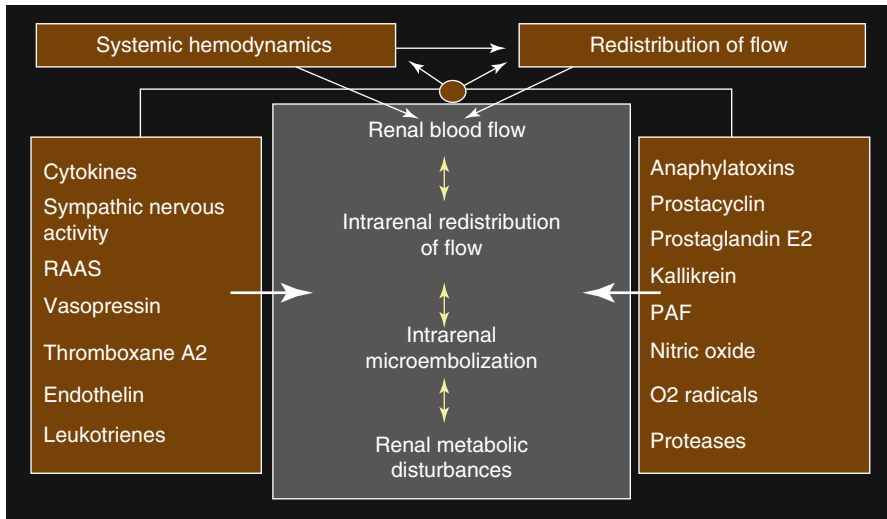 Systemic hemodynamics
Redistribution of flow
Renal blood flow
Intrarenal redistribution
of flow
Intrarenal
microembolization
Renal metabolic
disturbances
Cytokines
Sympathic nervous
activity
RAAS
Vasopressin
Thromboxane A2
Endothelin
Leukotrienes
Anaphylatoxins
Prostacyclin
Prostaglandin E2
Kallikrein
PAF
Nitric oxide
O2 radicals
Proteases